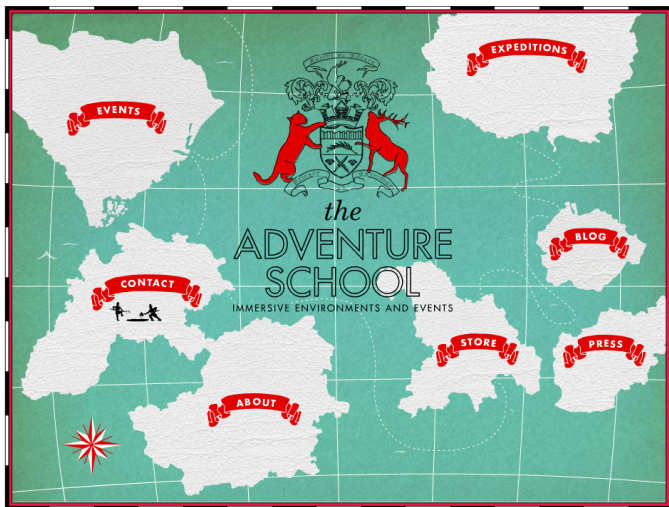 EXPEDITIONS
EVENTS
the
ADVENTURE
SCHOOL
IMMERSIVE ENVIRONMENTS AND EVENTS
BLOG
CONTACT
STORE
PRESS
ABOUT